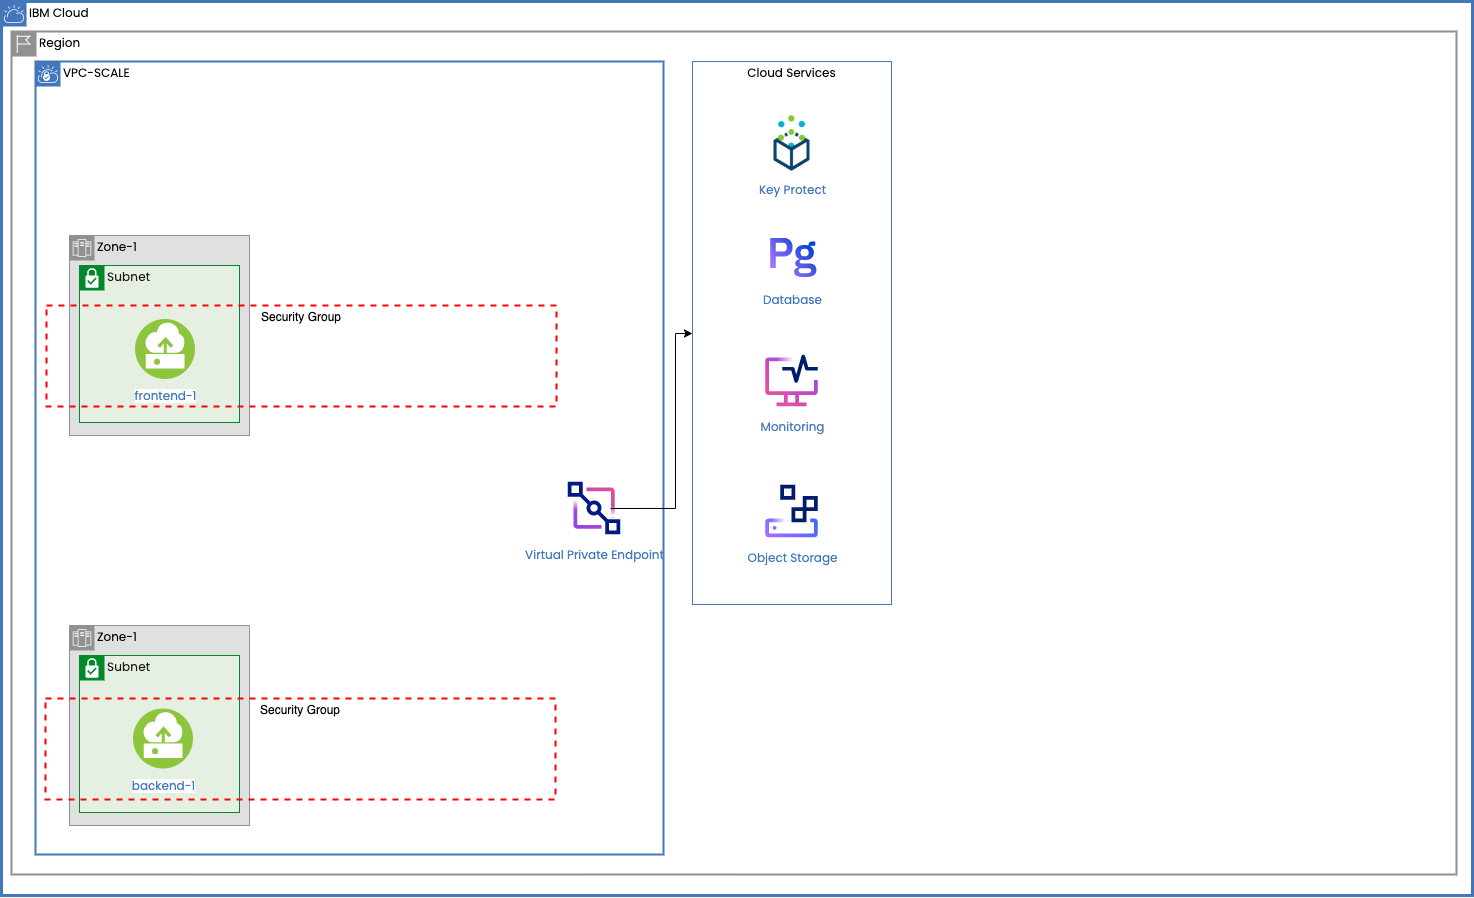 IBM Cloud
Region
VPC-SCALE
Cloud Services
Key Protect
Zone-1
Subnet
Pg
Database
Security Group
frontend-1
Monitoring
Virtual Private Endpoint
Object Storage
Zone-1
Subnet
Security Group
backend-1